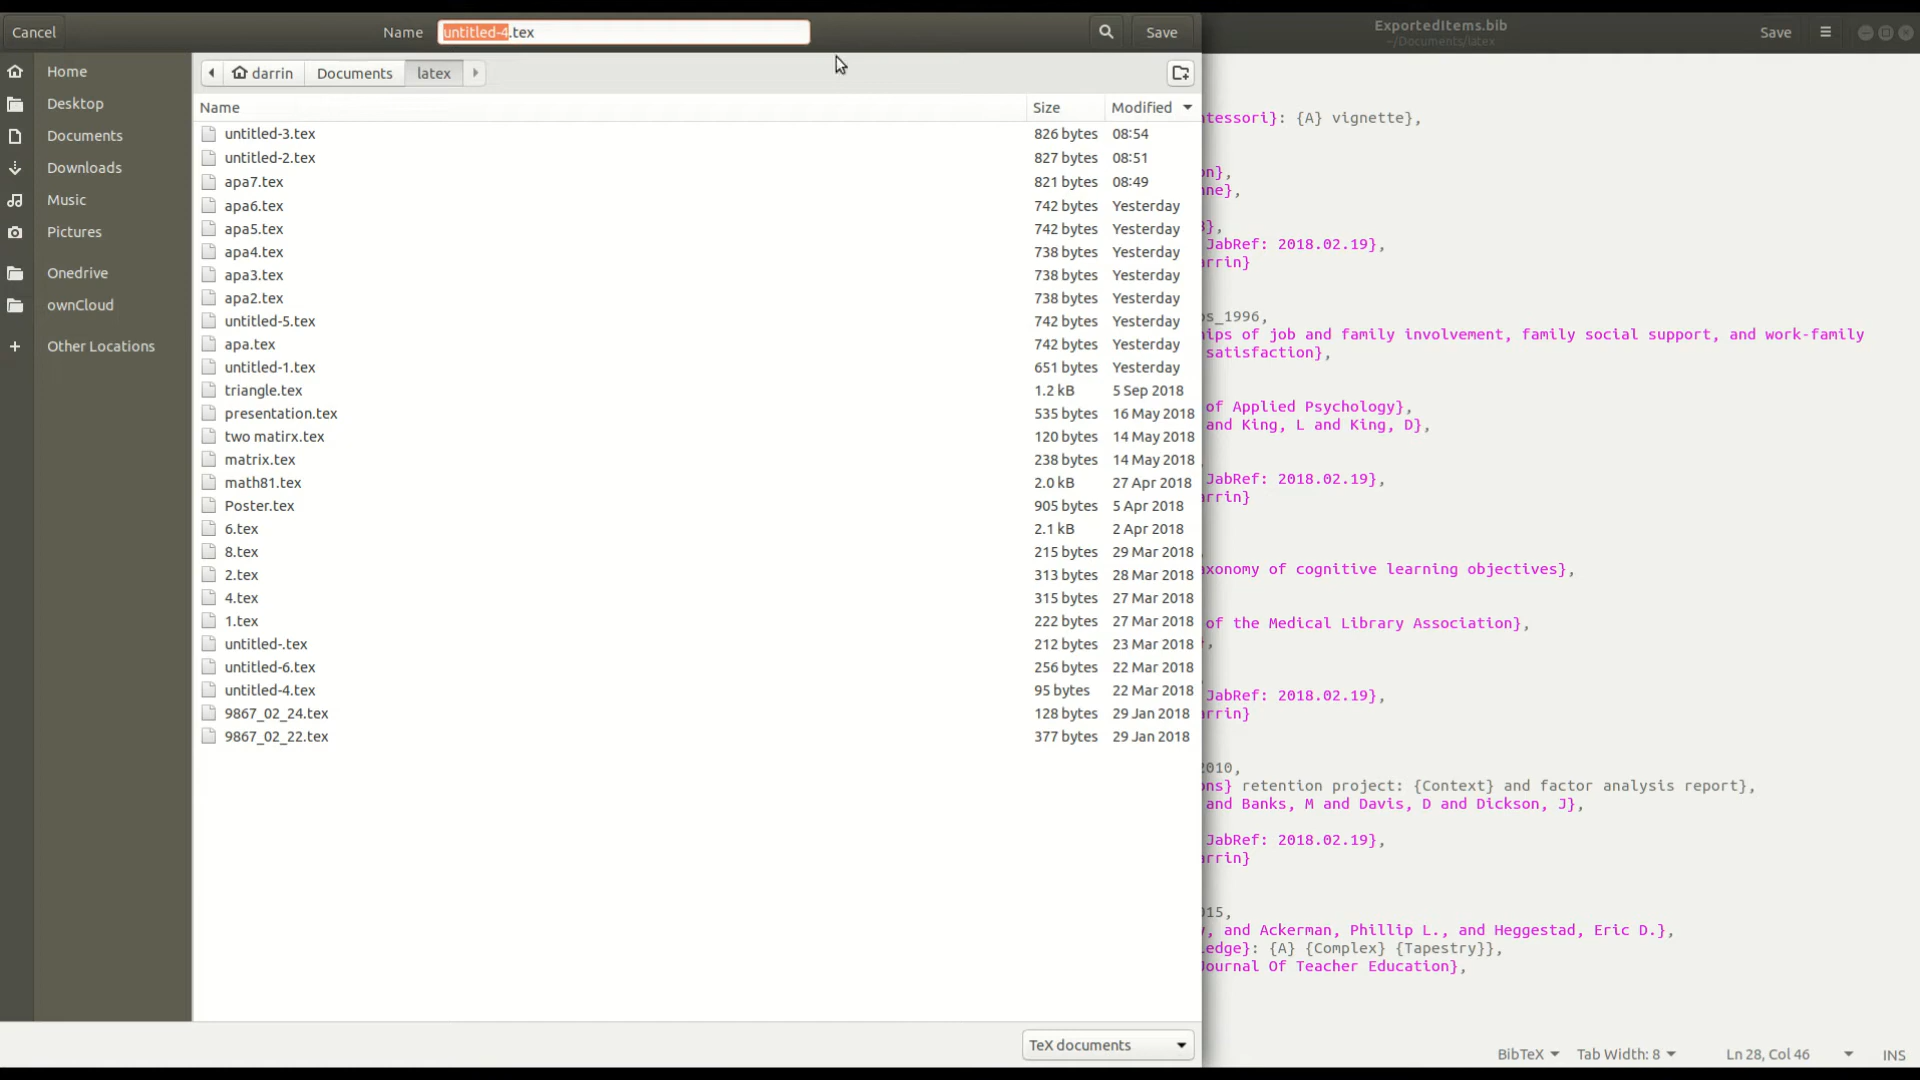 Cancel Name untitled-4.tex Save ExportedItems.bib Save
~/Documents/latex
darrin Documents latex
Home
Desktop
Documents
Downloads
Music
Pictures
Onedrive
ownCloud
Other Locations
Name Size Modified
untitled-3.tex 826 bytes 08:54
untitled-2.tex 827 bytes 08:51
apa7.tex 821 bytes 08:49
apa6.tex 742 bytes Yesterday
apa5.tex 742 bytes Yesterday
apa4.tex 738 bytes Yesterday
apa3.tex 738 bytes Yesterday
apa2.tex 738 bytes Yesterday
untitled-5.tex 742 bytes Yesterday
apa.tex 742 bytes Yesterday
untitled-1.tex 651 bytes Yesterday
triangle.tex 1.2 kB 5 Sep 2018
presentation.tex 535 bytes 16 May 2018
two matirx.tex 120 bytes 14 May 2018
matrix.tex 238 bytes 14 May 2018
math81.tex 2.0 kB 27 Apr 2018
Poster.tex 905 bytes 5 Apr 2018
6.tex 2.1 kB 2 Apr 2018
8.tex 215 bytes 29 Mar 2018
2.tex 313 bytes 28 Mar 2018
4.tex 315 bytes 27 Mar 2018
1.tex 222 bytes 27 Mar 2018
untitled-.tex 212 bytes 23 Mar 2018
untitled-6.tex 256 bytes 22 Mar 2018
untitled-4.tex 95 bytes 22 Mar 2018
9867_02_24.tex 128 bytes 29 Jan 2018
9867_02_22.tex 377 bytes 29 Jan 2018
TeX documents
ntessori}: {A} vignette},
on},
nne},
},
JabRef: 2018.02.19},
arrin}
ps_1996,
hips of job and family involvement, family social support, and work-family
satisfaction},
of Applied Psychology},
and King, L and King, D},
JabRef: 2018.02.19},
arrin}
axonomy of cognitive learning objectives},
of the Medical Library Association},
,
JabRef: 2018.02.19},
arrin}
2010,
ons} retention project: {Context} and factor analysis report},
and Banks, M and Davis, D and Dickson, J},
JabRef: 2018.02.19},
arrin}
015,
, and Ackerman, Phillip L., and Heggestad, Eric D.},
ledge}: {A} {Complex} {Tapestry}},
Journal Of Teacher Education},
BibTeX Tab Width: 8 Ln 28, Col 46 INS